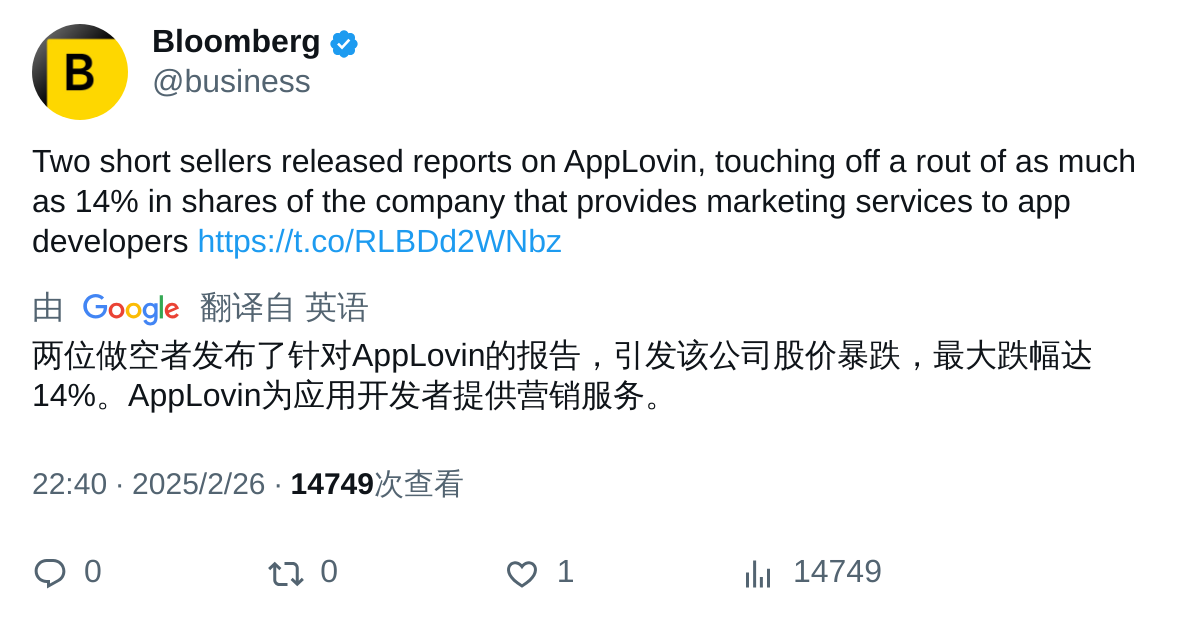 B
Bloomberg
@business
Two short sellers released reports on AppLovin, touching off a rout of as much
as 14% in shares of the company that provides marketing services to app
developers https://t.co/RLBDd2WNbz
由 Google 翻译自 英语
两位做空者发布了针对AppLovin的报告，引发该公司股价暴跌，最大跌幅达
14%。AppLovin为应用开发者提供营销服务。
22:40 · 2025/2/26 · 14749次查看
0 0 1 14749